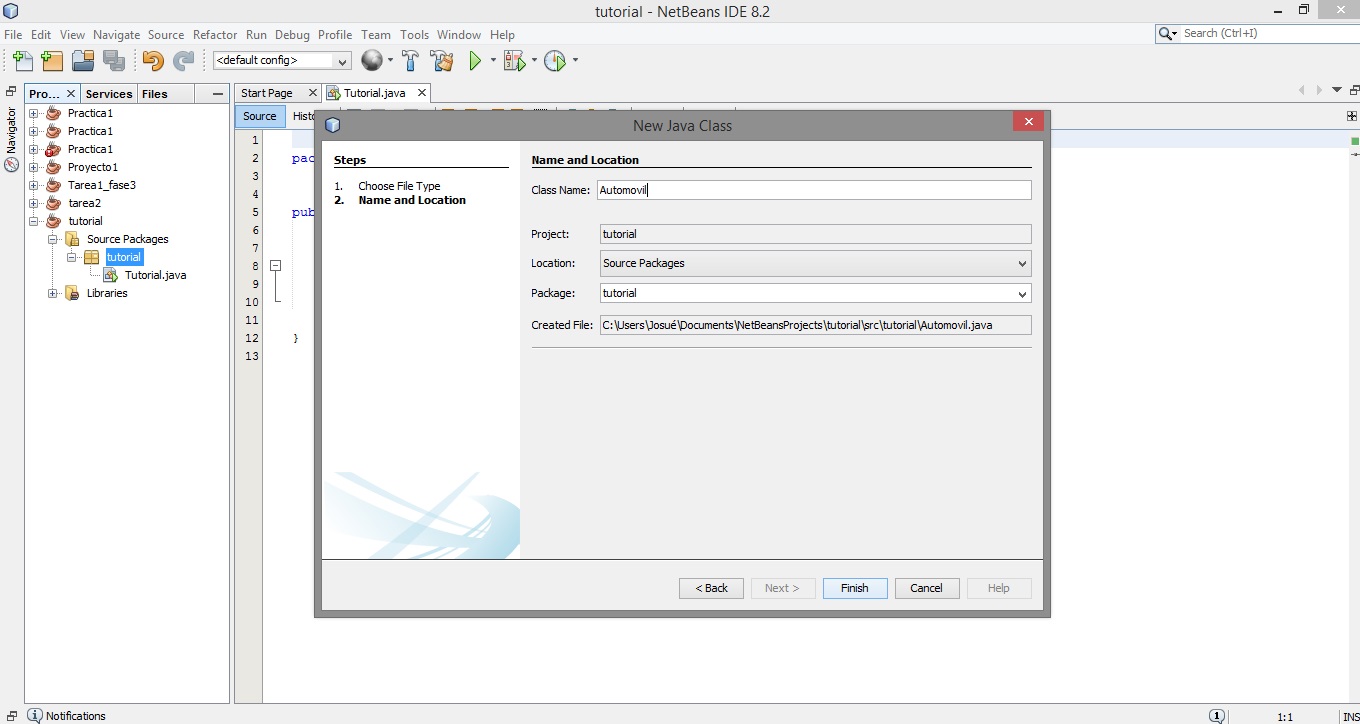 tutorial - NetBeans IDE 8.2
File Edit View Navigate Source Refactor Run Debug Profile Team Tools Window Help
Search (Ctrl+I)
<default config>
Pro... Services Files
Start Page Tutorial.java
Navigator
Source Histo
Practica1
Practica1
Practica1
Proyecto1
Tarea1_fase3
tarea2
tutorial
Source Packages
tutorial
Tutorial.java
Libraries
1
2 pac
3
4
5 pub
6
7
8
9
10
11
12 }
13
New Java Class
Steps
1. Choose File Type
2. Name and Location
Name and Location
Class Name: Automovil
Project: tutorial
Location: Source Packages
Package: tutorial
Created File: C:\Users\Josué\Documents\NetBeansProjects\tutorial\src\tutorial\Automovil.java
< Back Next > Finish Cancel Help
Notifications
1 1:1 INS